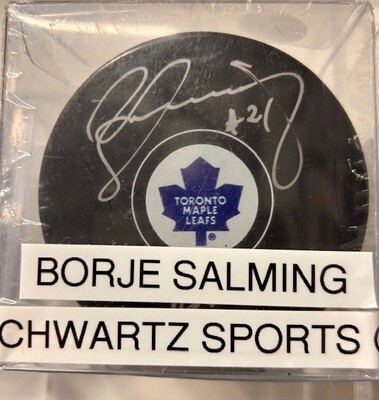 #21
TORONTO
MAPLE
LEAFS
BORJE SALMING
CHWARTZ SPORTS